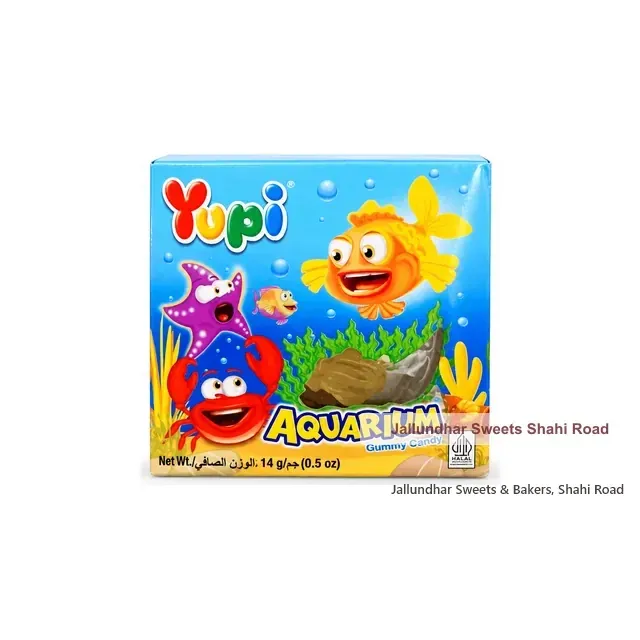 Yupi®
AQUARIUM
Gummy Candy
Jallundhar Sweets Shahi Road
HALAL
Net Wt./الوزن الصافي: 14 g/جم (0.5 oz)
Jallundhar Sweets & Bakers, Shahi Road